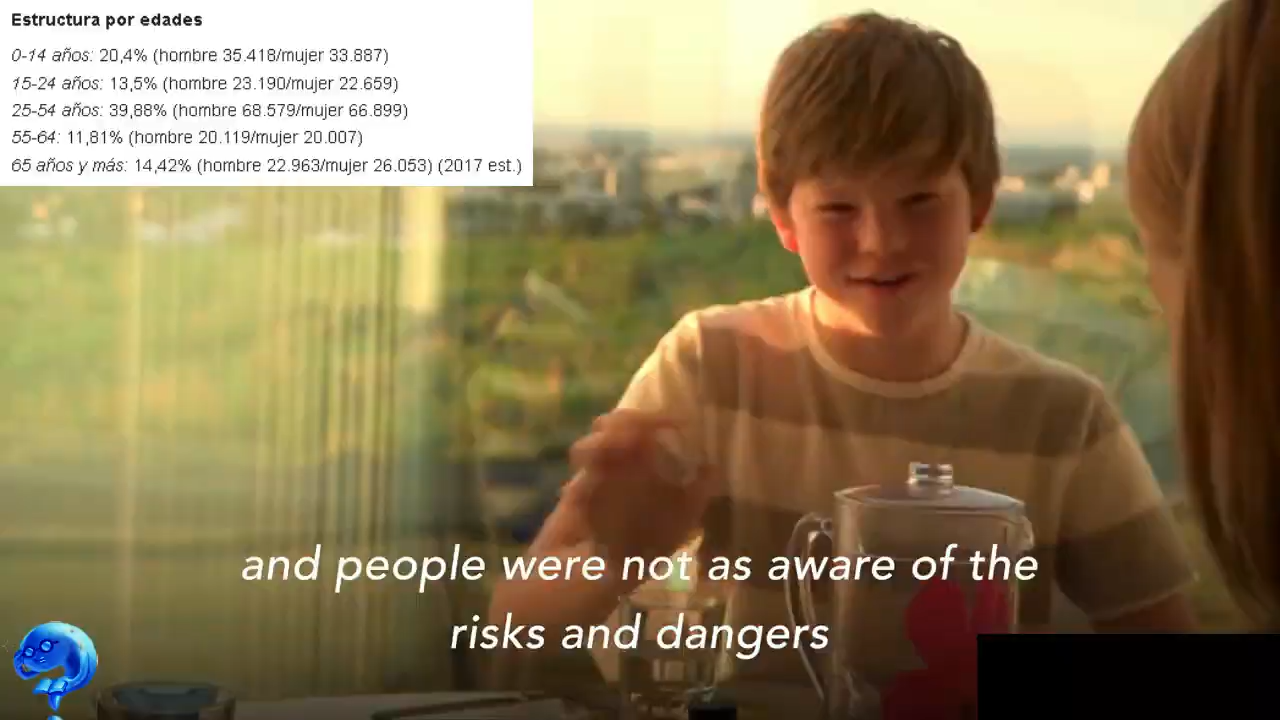 Estructura por edades
0-14 años: 20,4% (hombre 35.418/mujer 33.887)
15-24 años: 13,5% (hombre 23.190/mujer 22.659)
25-54 años: 39,88% (hombre 68.579/mujer 66.899)
55-64: 11,81% (hombre 20.119/mujer 20.007)
65 años y más: 14,42% (hombre 22.963/mujer 26.053) (2017 est.)
and people were not as aware of the
risks and dangers